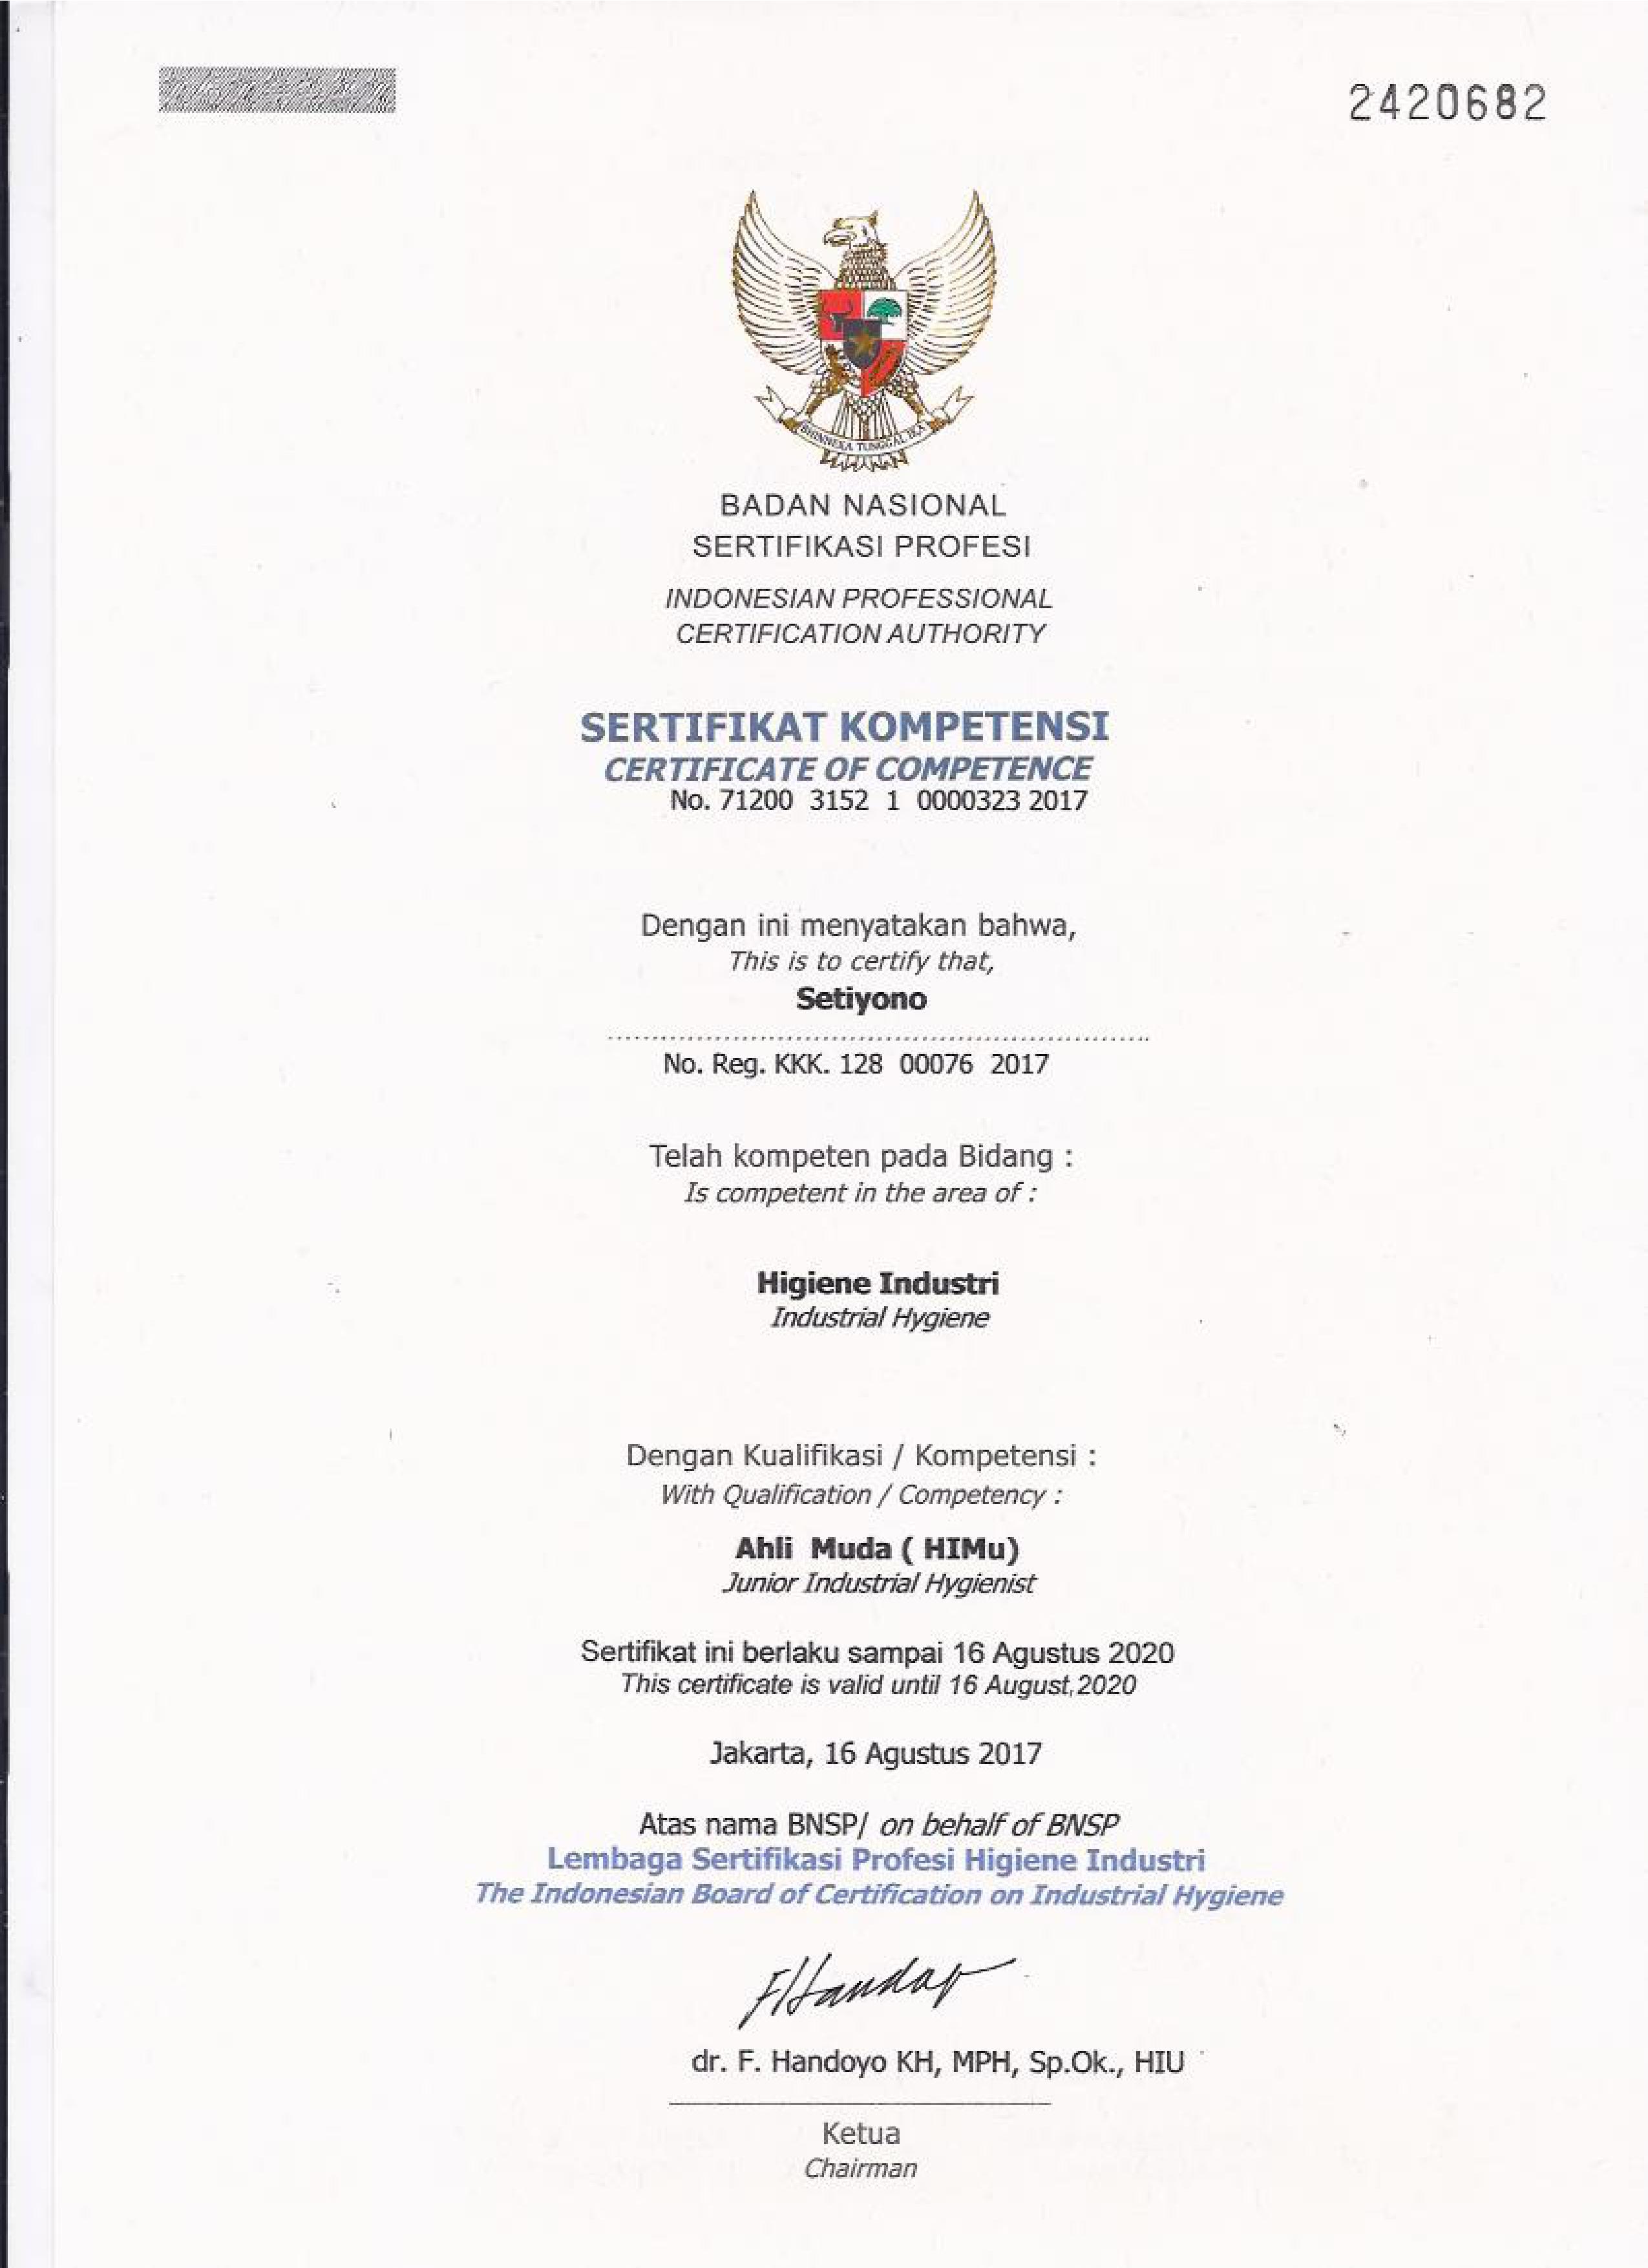 2420682
BHINNEKA TUNGGAL IKA
BADAN NASIONAL
SERTIFIKASI PROFESI
INDONESIAN PROFESSIONAL
CERTIFICATION AUTHORITY
SERTIFIKAT KOMPETENSI
CERTIFICATE OF COMPETENCE
No. 71200 3152 1 0000323 2017
Dengan ini menyatakan bahwa,
This is to certify that,
Setiyono
No. Reg. KKK. 128 00076 2017
Telah kompeten pada Bidang :
Is competent in the area of :
Higiene Industri
Industrial Hygiene
Dengan Kualifikasi / Kompetensi :
With Qualification / Competency :
Ahli Muda ( HIMu)
Junior Industrial Hygienist
Sertifikat ini berlaku sampai 16 Agustus 2020
This certificate is valid until 16 August,2020
Jakarta, 16 Agustus 2017
Atas nama BNSP/ on behalf of BNSP
Lembaga Sertifikasi Profesi Higiene Industri
The Indonesian Board of Certification on Industrial Hygiene
dr. F. Handoyo KH, MPH, Sp.Ok., HIU
Ketua
Chairman